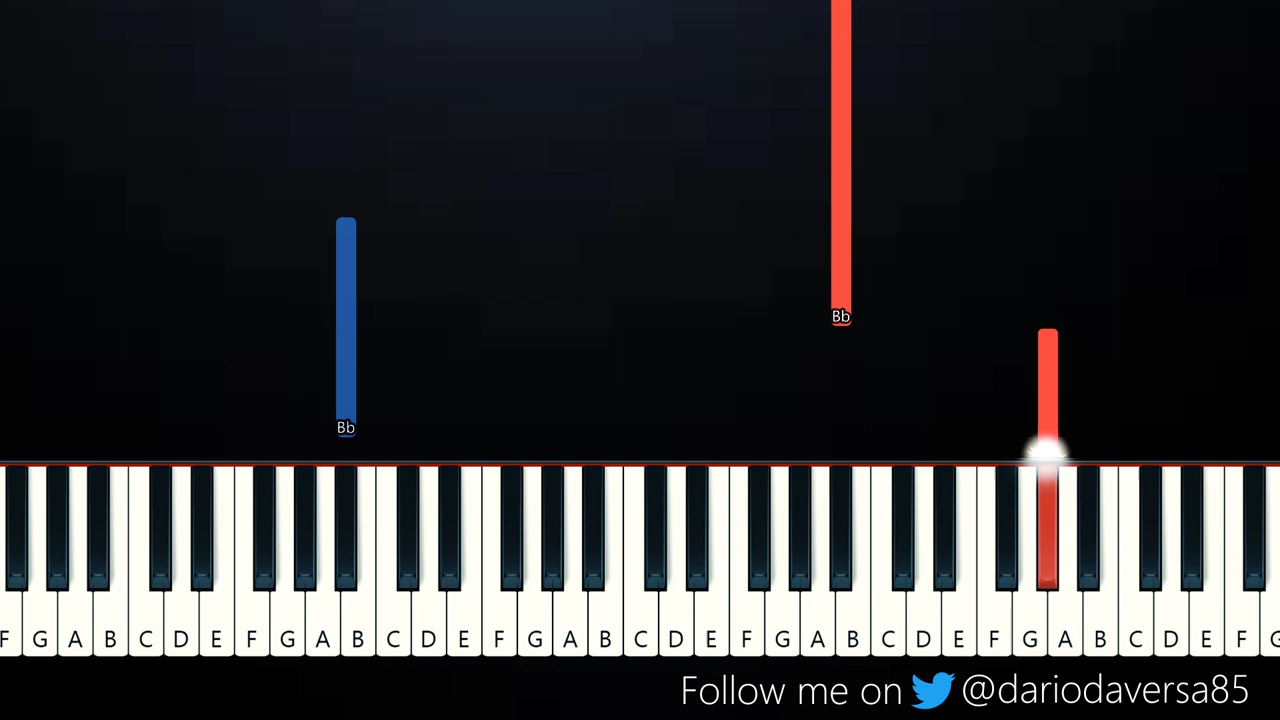 Bb
Bb
F G A B C D E F G A B C D E F G A B C D E F G A B C D E F G A B C D E F G
Follow me on @dariodaversa85